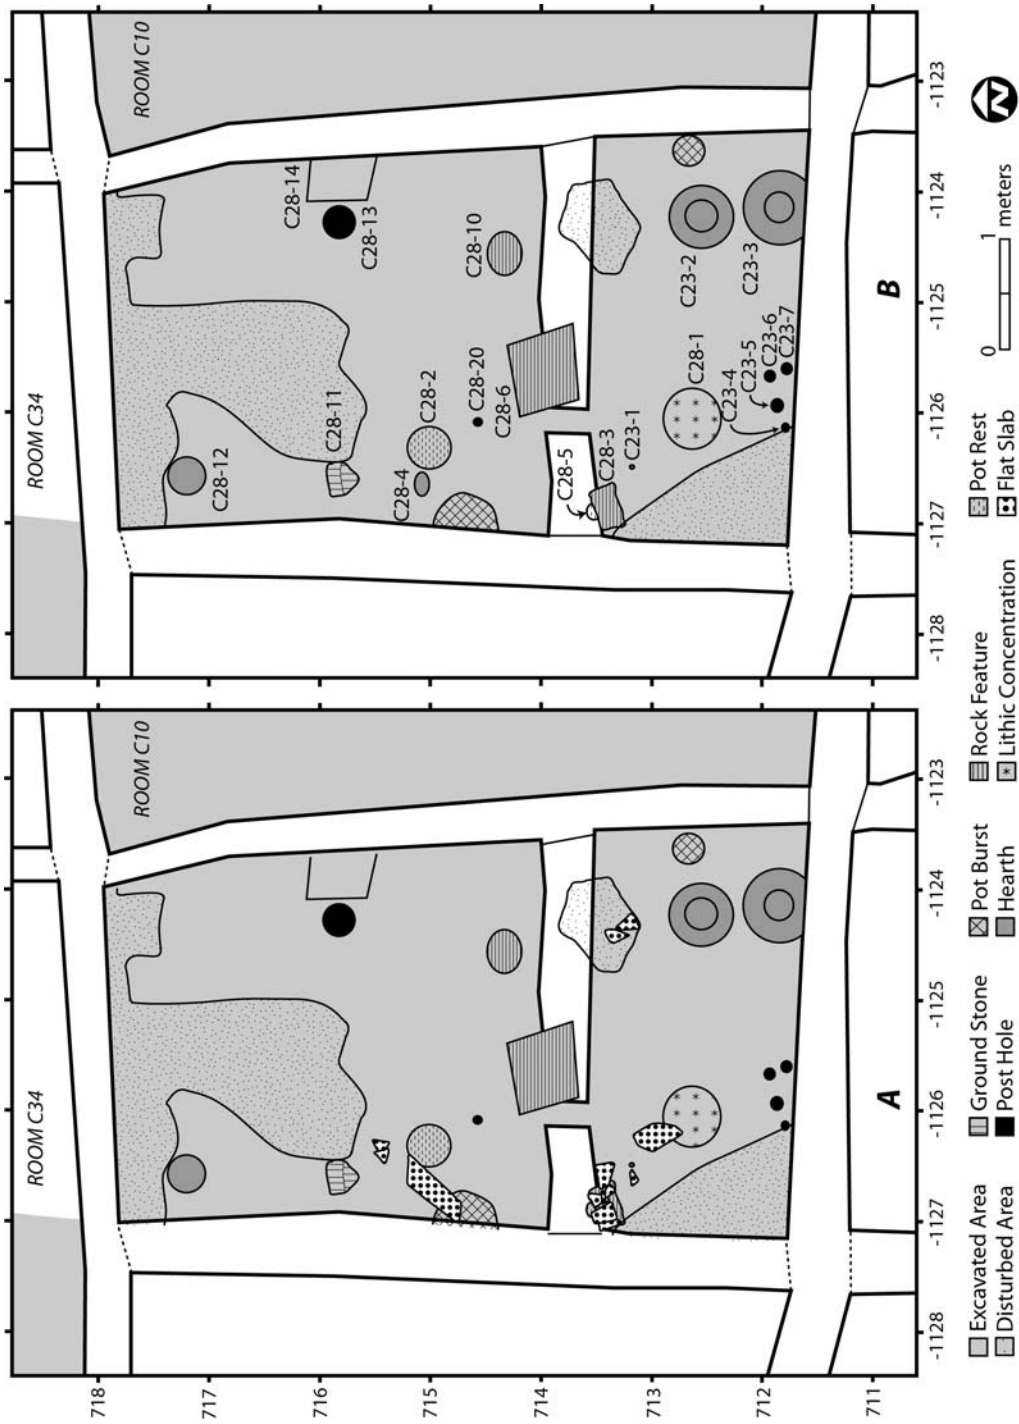 ROOM C34
ROOM C10
718
717
716
715
714
713
712
711
-1128
-1127
-1126
-1125
-1124
-1123
A
ROOM C34
ROOM C10
C28-12
C28-11
C28-14
C28-13
C28-4
C28-2
C28-20
C28-6
C28-10
C28-5
C28-3
C23-1
C28-1
C23-2
C23-3
C23-4
C23-5
C23-6
C23-7
-1128
-1127
-1126
-1125
-1124
-1123
B
Excavated Area
Disturbed Area
Ground Stone
Post Hole
Pot Burst
Hearth
Rock Feature
Lithic Concentration
Pot Rest
Flat Slab
0 1
meters
N